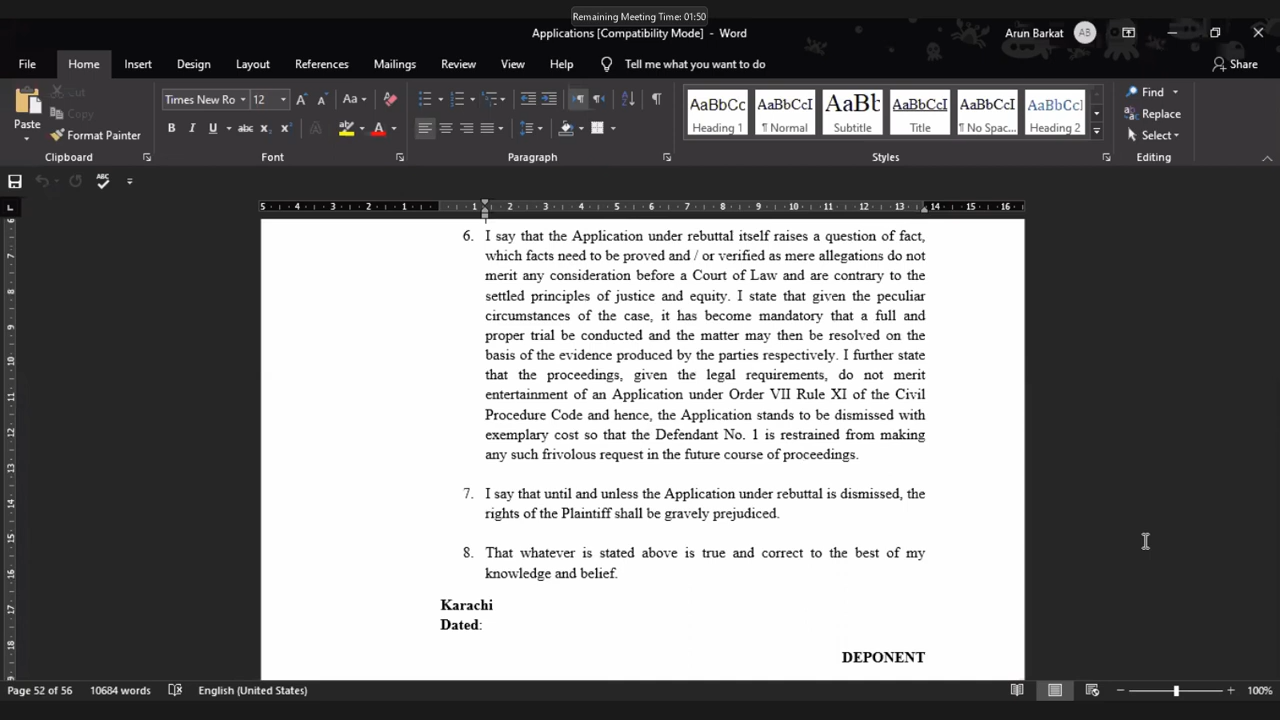 Remaining Meeting Time: 01:50
Applications [Compatibility Mode] - Word
Arun Barkat
AB
File
Home
Insert
Design
Layout
References
Mailings
Review
View
Help
Tell me what you want to do
Share
Paste
Cut
Copy
Format Painter
Clipboard
Times New Ro
12
Font
Paragraph
AaBbCc
Heading 1
AaBbCcI
¶ Normal
AaBb
Subtitle
AaBbCcI
Title
AaBbCcI
¶ No Spac...
AaBbCcI
Heading 2
Styles
Find
Replace
Select
Editing
6. I say that the Application under rebuttal itself raises a question of fact,
which facts need to be proved and / or verified as mere allegations do not
merit any consideration before a Court of Law and are contrary to the
settled principles of justice and equity. I state that given the peculiar
circumstances of the case, it has become mandatory that a full and
proper trial be conducted and the matter may then be resolved on the
basis of the evidence produced by the parties respectively. I further state
that the proceedings, given the legal requirements, do not merit
entertainment of an Application under Order VII Rule XI of the Civil
Procedure Code and hence, the Application stands to be dismissed with
exemplary cost so that the Defendant No. 1 is restrained from making
any such frivolous request in the future course of proceedings.
7. I say that until and unless the Application under rebuttal is dismissed, the
rights of the Plaintiff shall be gravely prejudiced.
8. That whatever is stated above is true and correct to the best of my
knowledge and belief.
Karachi
Dated:
DEPONENT
Page 52 of 56
10684 words
English (United States)
100%